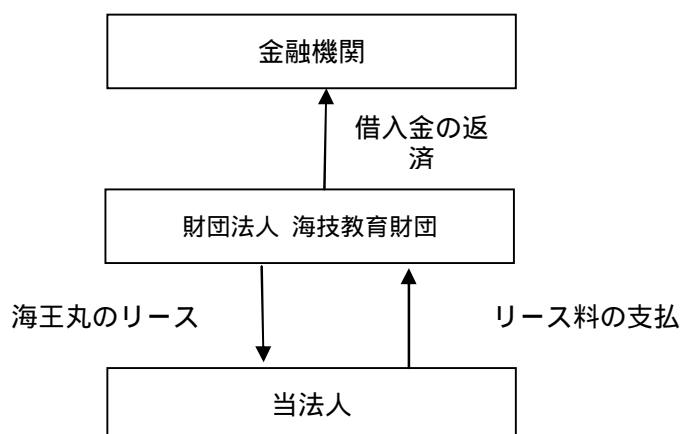 金融機関
借入金の返
済
財団法人 海技教育財団
海王丸のリース
リース料の支払
当法人